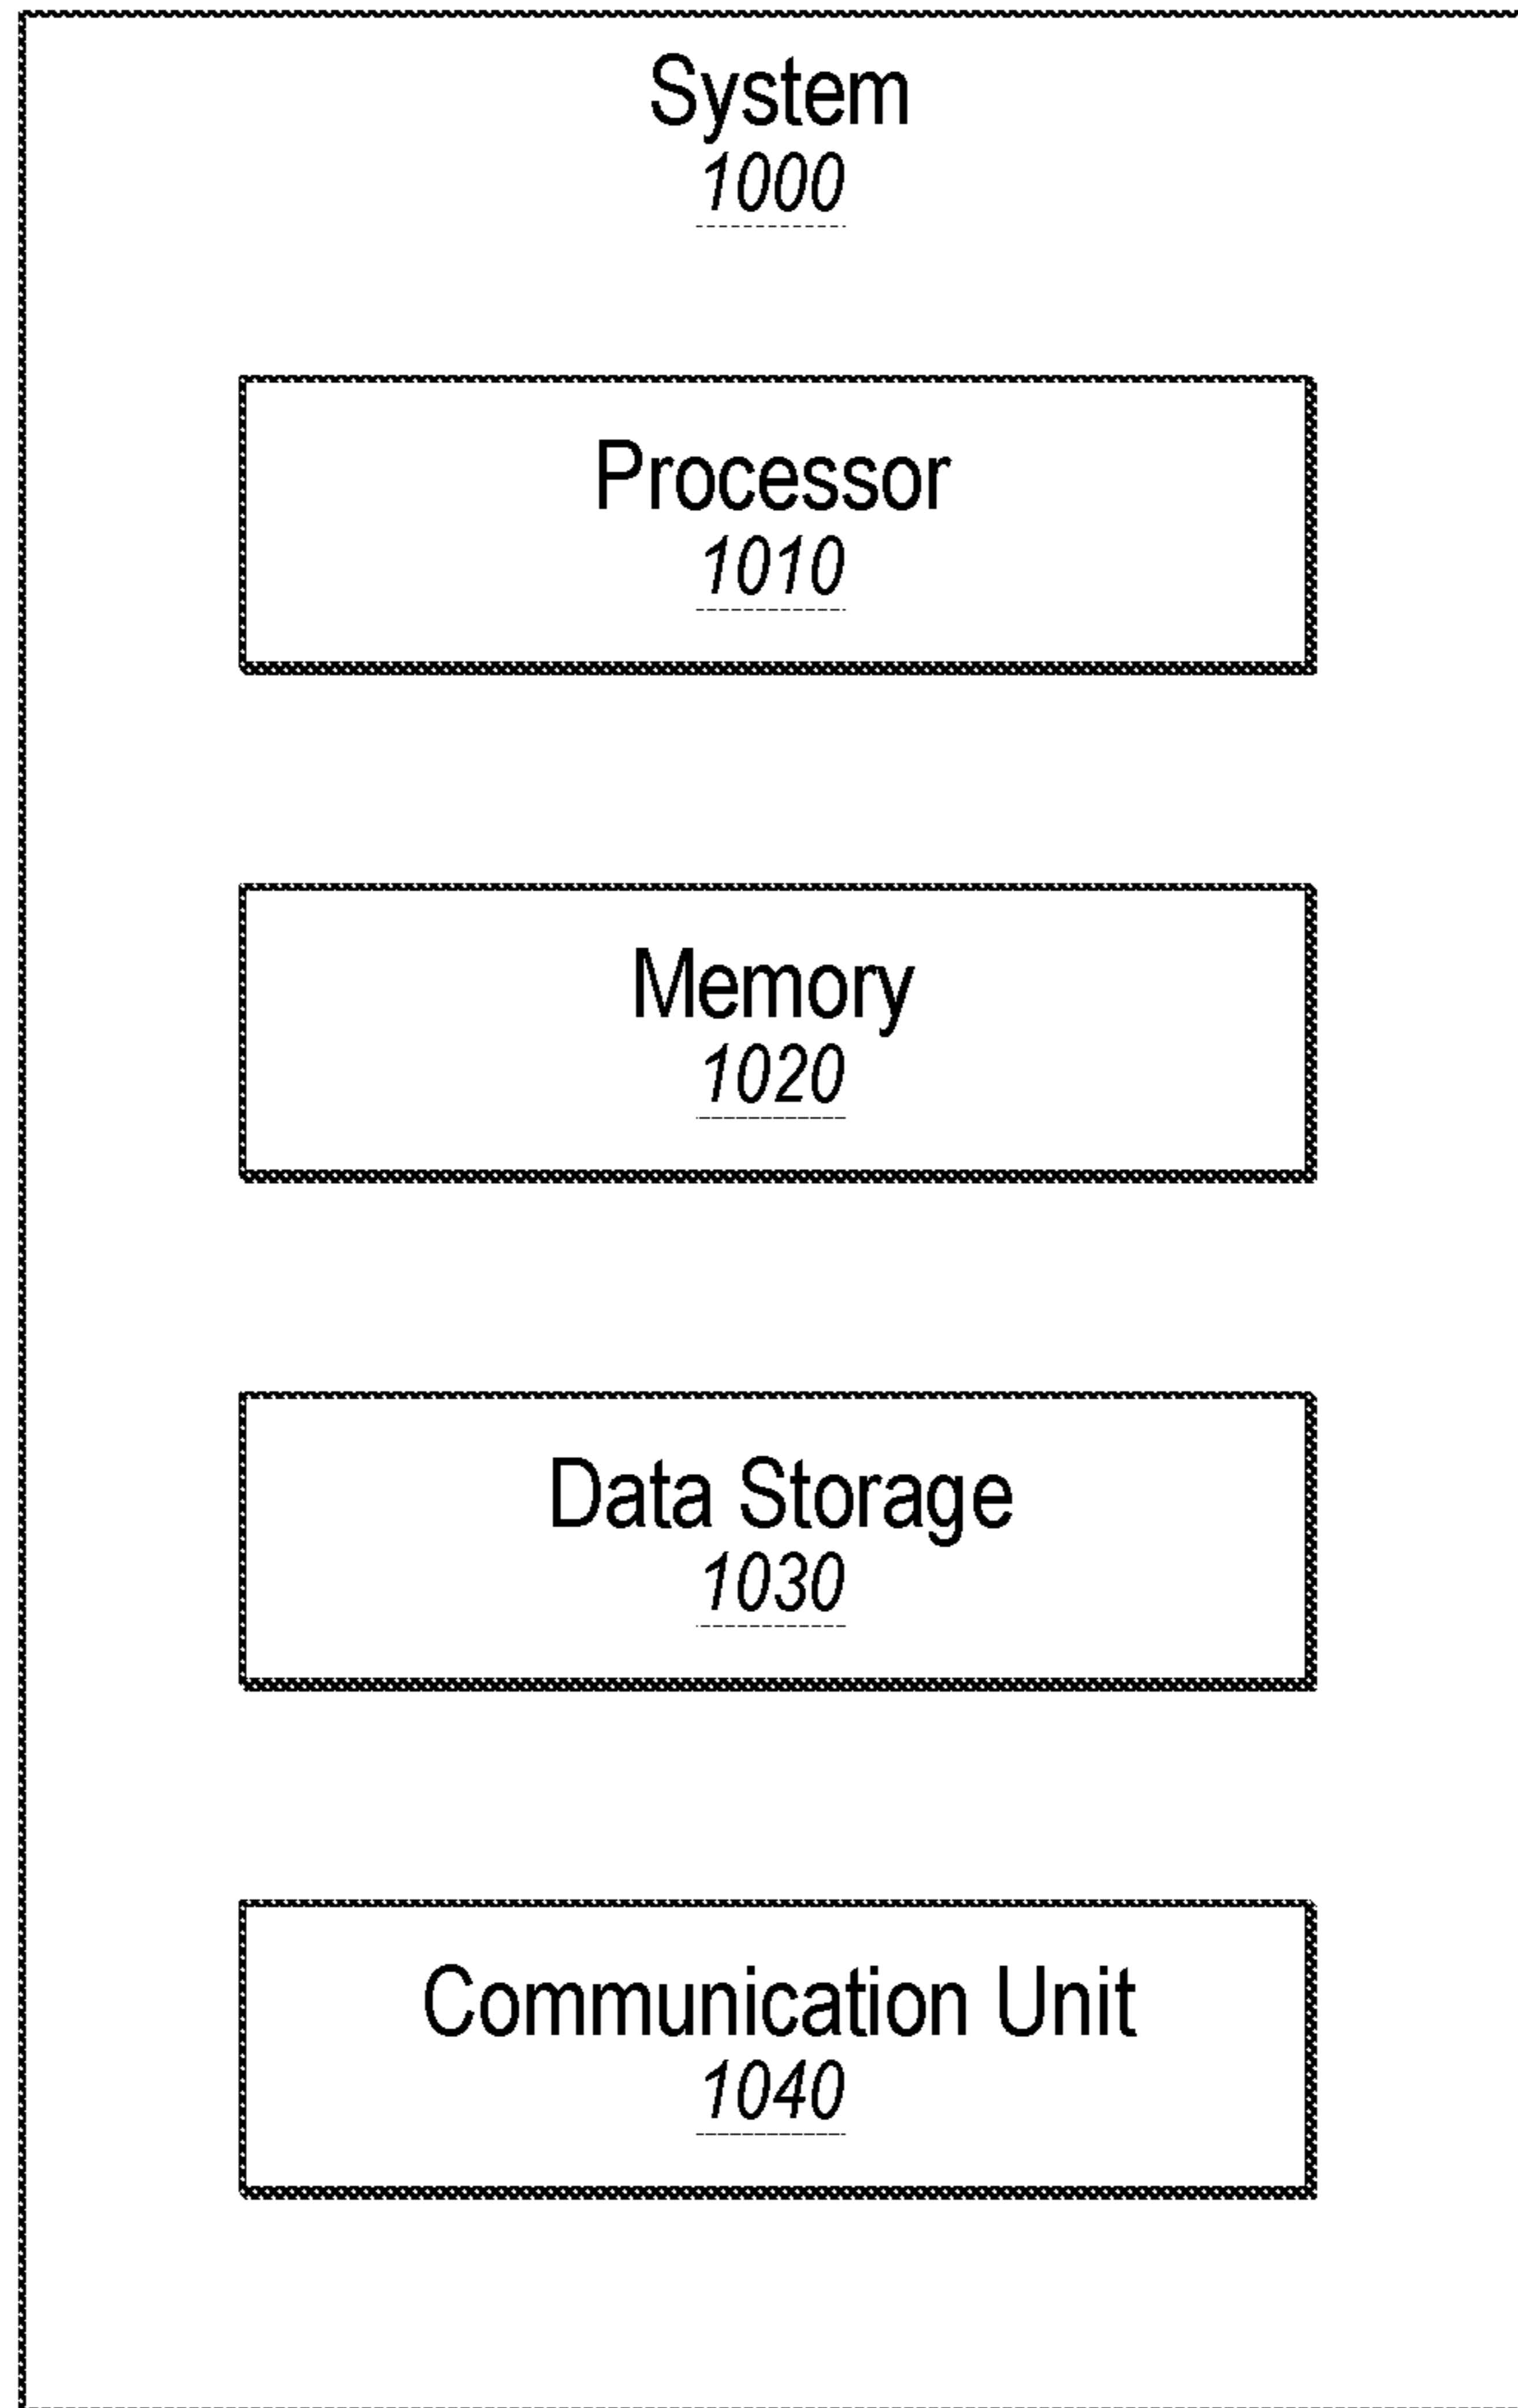 System
1000
Processor
1010
Memory
1020
Data Storage
1030
Communication Unit
1040